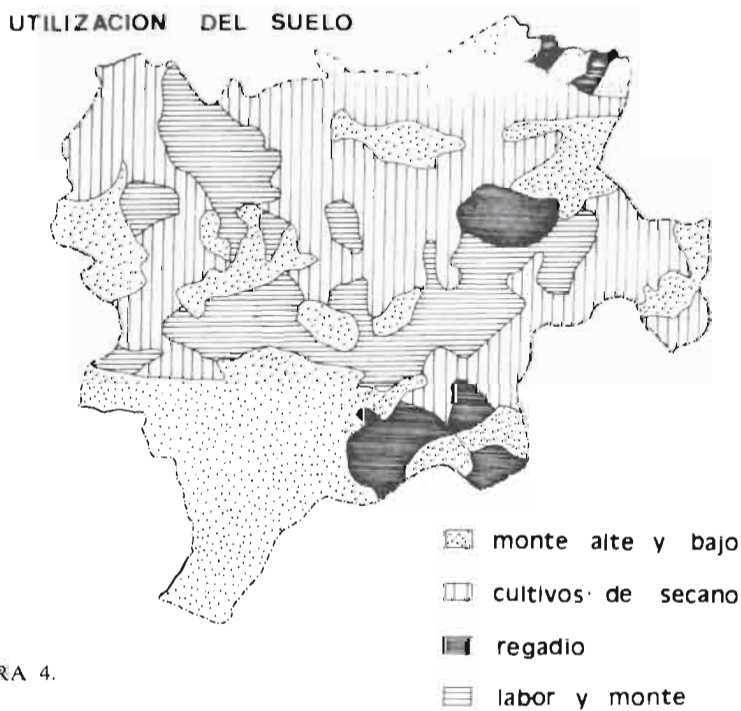 UTILIZACION DEL SUELO
monte alte y bajo
cultivos de secano
regadio
labor y monte
RA 4.